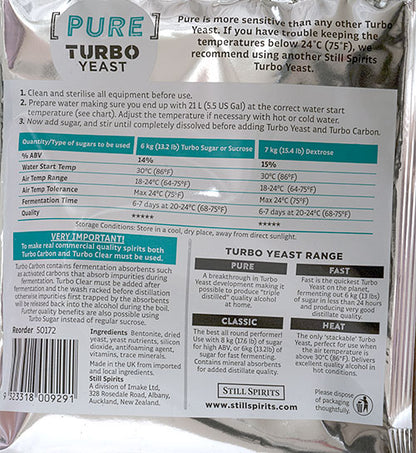 [ PURE ]
TURBO
YEAST
Pure is more sensitive than any other Turbo
Yeast. If you have trouble keeping the
temperatures below 24°C (75°F), we
recommend using another Still Spirits
Turbo Yeast.
1. Clean and sterilise all equipment before use.
2. Prepare water making sure you end up with 21 L (5.5 US Gal) at the correct water start
temperature (see chart). Adjust the temperature if necessary with hot or cold water.
3. Now add sugar, and stir until completely dissolved before adding Turbo Yeast and Turbo Carbon.
Quantity/Type of sugars to be used 6 kg (13.2 lb) Turbo Sugar or Sucrose 7 kg (15.4 lb) Dextrose
% ABV 14% 15%
Water Start Temp 30°C (86°F) 30°C (86°F)
Air Temp Range 18-24°C (64-75°F) 18-24°C (64-75°F)
Air Temp Tolerance Max 24°C (75°F) Max 24°C (75°F)
Fermentation Time 6-7 days at 20-24°C (68-75°F) 6-7 days at 20-24°C (68-75°F)
Quality ***** *****
Storage Conditions: Store in a cool, dry place, away from direct sunlight.
VERY IMPORTANT!
To make real commercial quality spirits both
Turbo Carbon and Turbo Clear must be used.
Turbo Carbon contains fermentation absorbents such
as activated carbons that absorb impurities during
fermentation. Turbo Clear must be added after
fermentation and the wash racked before distillation
otherwise impurities first trapped by the absorbents will
be released back into the alcohol during the boil.
Further quality benefits are also possible using
Turbo Sugar instead of regular sucrose.
Reorder 50172
9 323318 009291
Ingredients Bentonite, dried
yeast, yeast nutrients, silicon
dioxide, antifoaming agent,
vitamins, trace minerals.
Made in the UK from imported
and local ingredients.
Still Spirits
A division of Imake Ltd,
328 Rosedale Road, Albany,
Auckland, New Zealand.
TURBO YEAST RANGE
PURE
A breakthrough in Turbo
Yeast development making it
possible to produce "triple
distilled" quality alcohol
at home.
FAST
Fast is the quickest Turbo
Yeast on the planet,
fermenting out 6 kg (13 lb)
of sugar in less than 24 hours
and producing very good
distillate quality.
CLASSIC
The best all round performer!
Use with 8 kg (17.6 lb) of sugar
for high ABV, or 6kg (13.2lb) of
sugar for fast fermenting.
Contains mineral absorbents
for added distillate quality.
HEAT
The only 'stackable' Turbo
Yeast, perfect for use when
the air temperature is
above 30°C (86°F). Delivers
excellent quality alcohol in
hot conditions.
STILL SPIRITS
www.stillspirits.com
Please dispose
of packaging
thoughtfully.